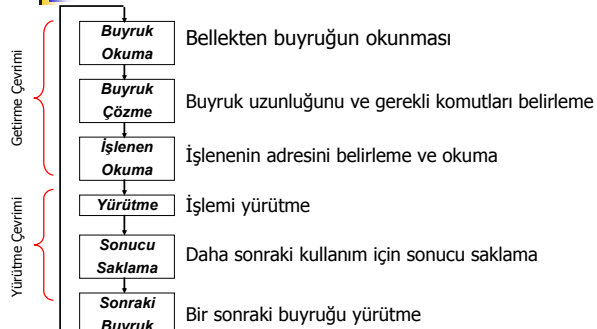 Getirme Çevrimi
Buyruk
Okuma
Bellekten buyruğun okunması
Buyruk
Çözme
Buyruk uzunluğunu ve gerekli komutları belirleme
İşlenen
Okuma
İşlenenin adresini belirleme ve okuma
Yürütme Çevrimi
Yürütme
İşlemi yürütme
Sonucu
Saklama
Daha sonraki kullanım için sonucu saklama
Sonraki
Buyruk
Bir sonraki buyruğu yürütme